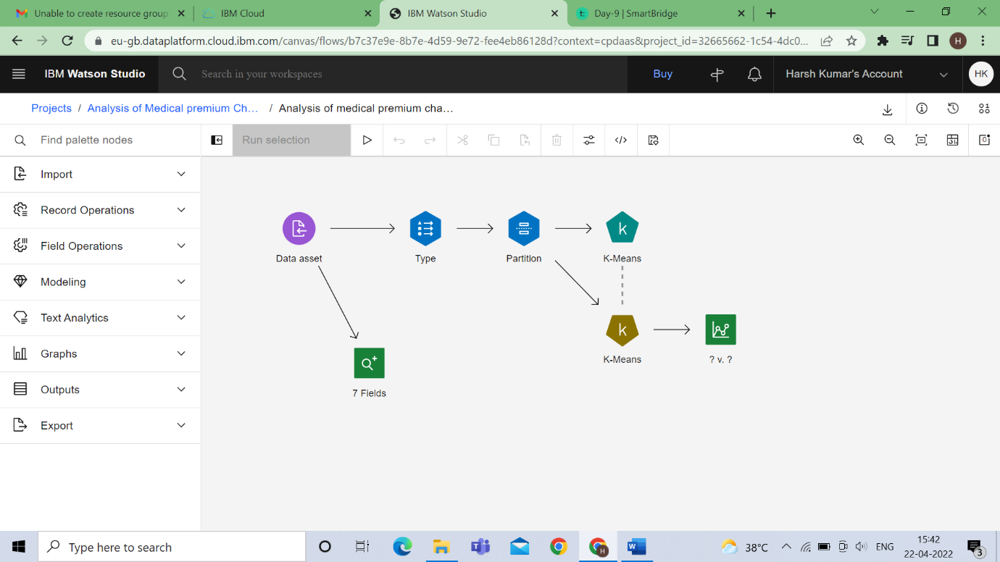 Unable to create resource group
IBM Cloud
IBM Watson Studio
t: Day-9 | SmartBridge
eu-gb.dataplatform.cloud.ibm.com/canvas/flows/b7c37e9e-8b7e-4d59-9e72-fee4eb86128d?context=cpdaas&project_id=32665662-1c54-4dc0...
H
IBM Watson Studio
Search in your workspaces
Buy
Harsh Kumar's Account
HK
Projects / Analysis of Medical premium Ch... / Analysis of medical premium cha...
Find palette nodes
Run selection
Import
Record Operations
Field Operations
Modeling
Text Analytics
Graphs
Outputs
Export
Data asset
Type
Partition
k
K-Means
k
K-Means
? v. ?
7 Fields
Type here to search
H
38°C
ENG
15:42
22-04-2022
3